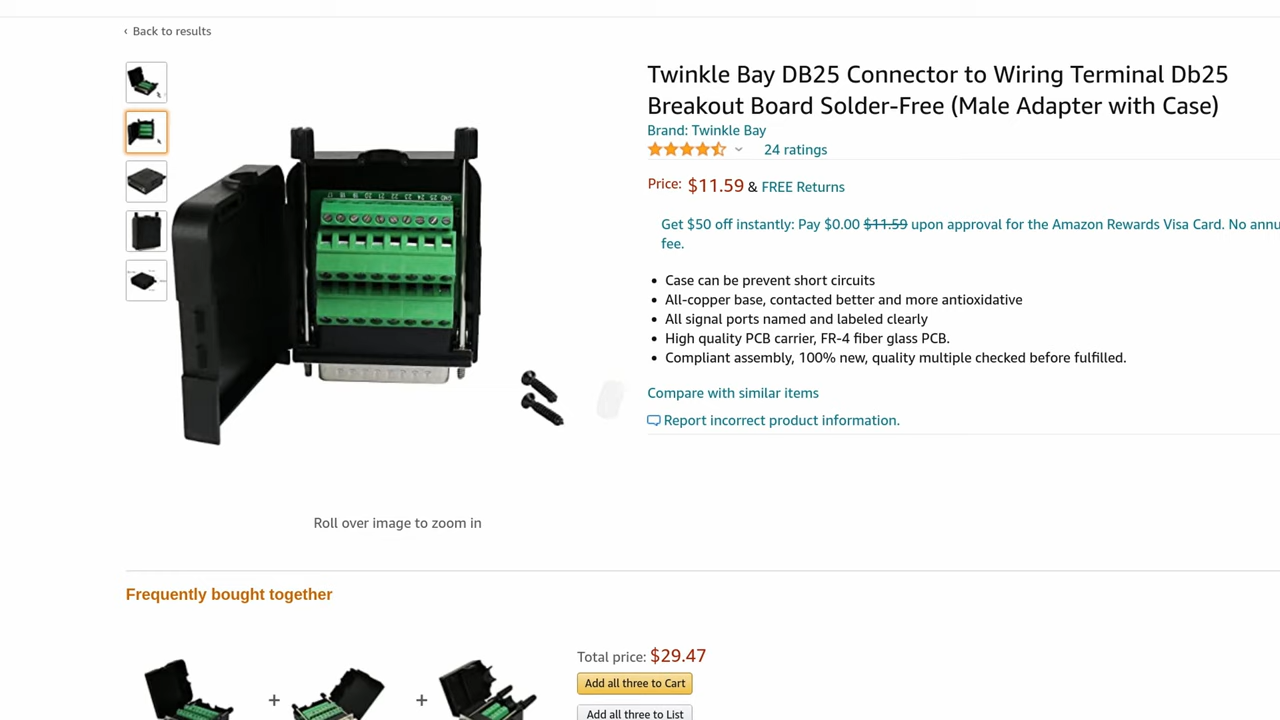 ‹ Back to results
Twinkle Bay DB25 Connector to Wiring Terminal Db25
Breakout Board Solder-Free (Male Adapter with Case)
Brand: Twinkle Bay
24 ratings
Price: $11.59 & FREE Returns
Get $50 off instantly: Pay $0.00 $11.59 upon approval for the Amazon Rewards Visa Card. No annu
fee.
• Case can be prevent short circuits
• All-copper base, contacted better and more antioxidative
• All signal ports named and labeled clearly
• High quality PCB carrier, FR-4 fiber glass PCB.
• Compliant assembly, 100% new, quality multiple checked before fulfilled.
Compare with similar items
Report incorrect product information.
Roll over image to zoom in
Frequently bought together
Total price: $29.47
Add all three to Cart
+ +
Add all three to List